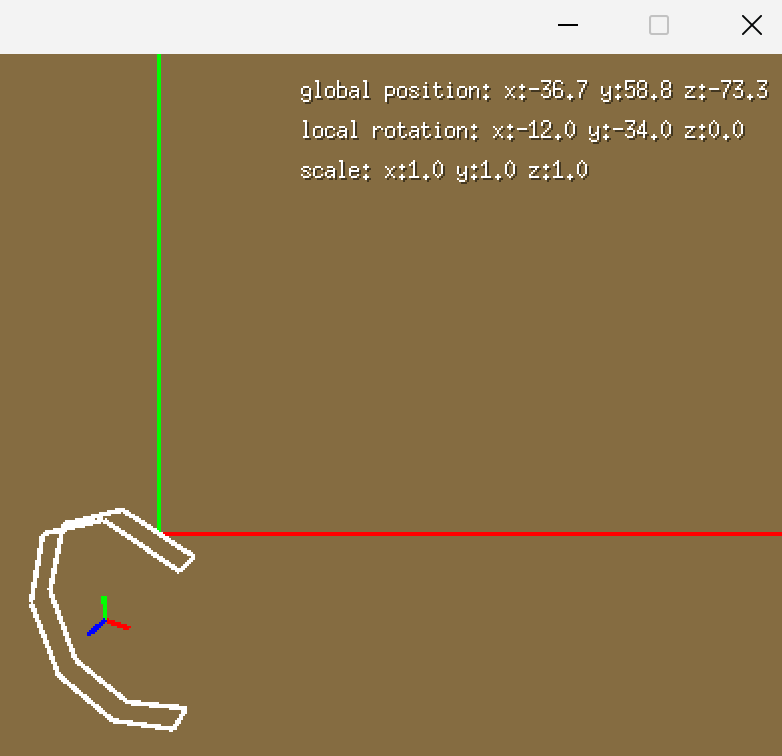 global position: x:-36.7 y:58.8 z:-73.3
local rotation: x:-12.0 y:-34.0 z:0.0
scale: x:1.0 y:1.0 z:1.0